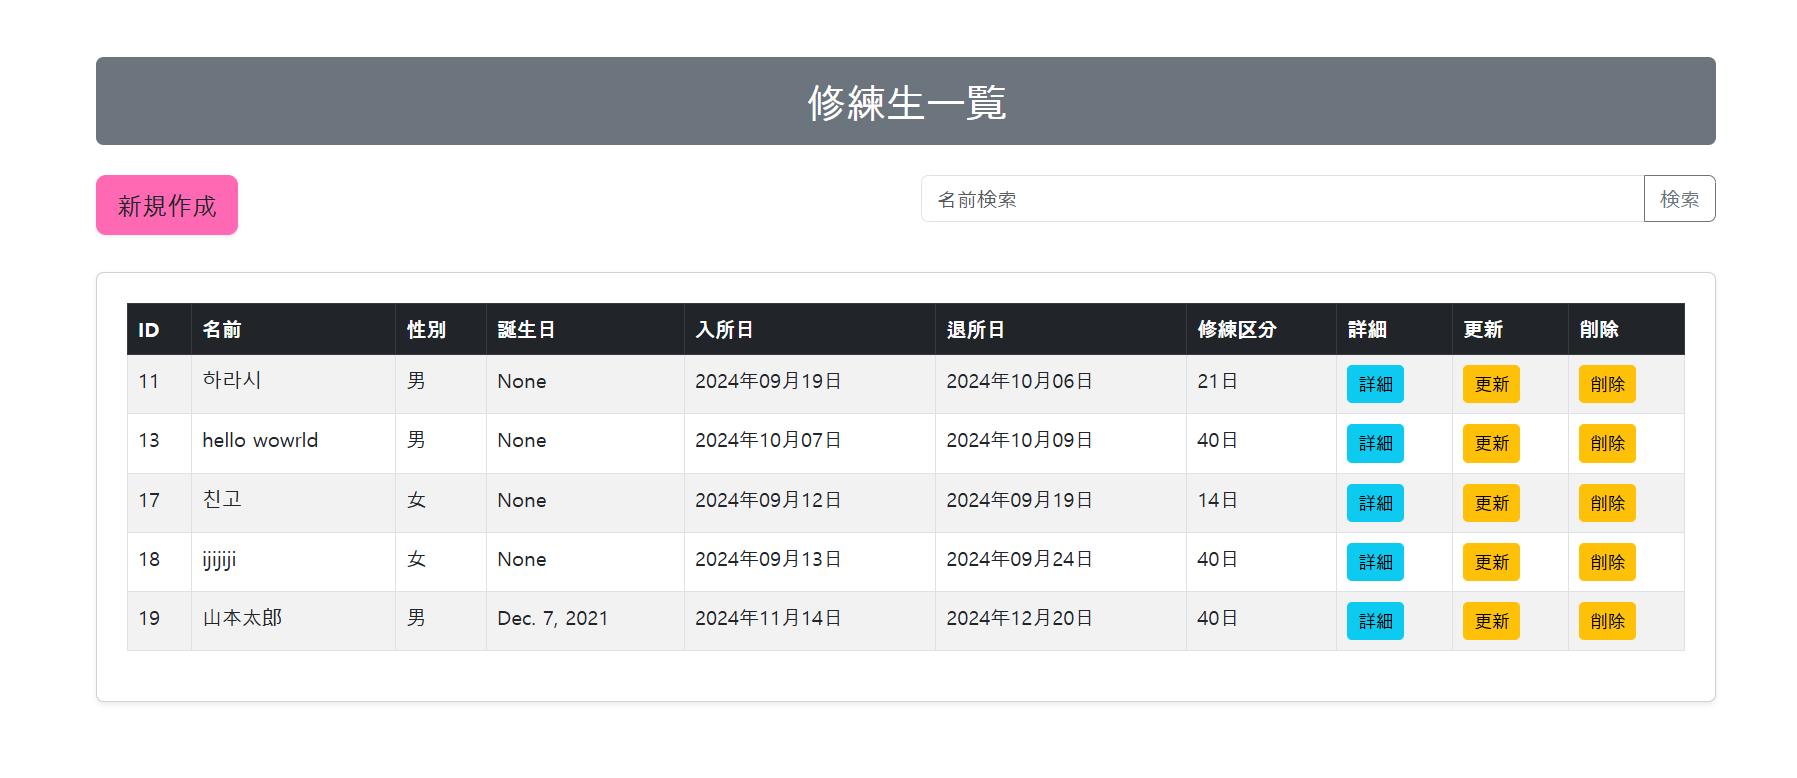 修練生一覧
新規作成
名前検索 検索
ID 名前 性別 誕生日 入所日 退所日 修練区分 詳細 更新 削除
11 하라시 男 None 2024年09月19日 2024年10月06日 21日 詳細 更新 削除
13 hello wowrld 男 None 2024年10月07日 2024年10月09日 40日 詳細 更新 削除
17 친고 女 None 2024年09月12日 2024年09月19日 14日 詳細 更新 削除
18 ijijiji 女 None 2024年09月13日 2024年09月24日 40日 詳細 更新 削除
19 山本太郎 男 Dec. 7, 2021 2024年11月14日 2024年12月20日 40日 詳細 更新 削除